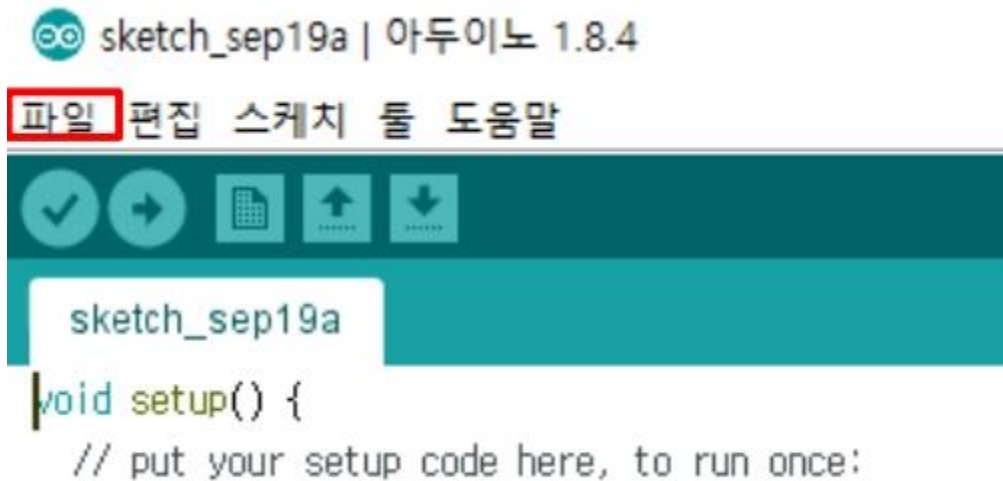 sketch_sep19a | 아두이노 1.8.4
파일 편집 스케치 툴 도움말
sketch_sep19a
void setup() {
// put your setup code here, to run once: